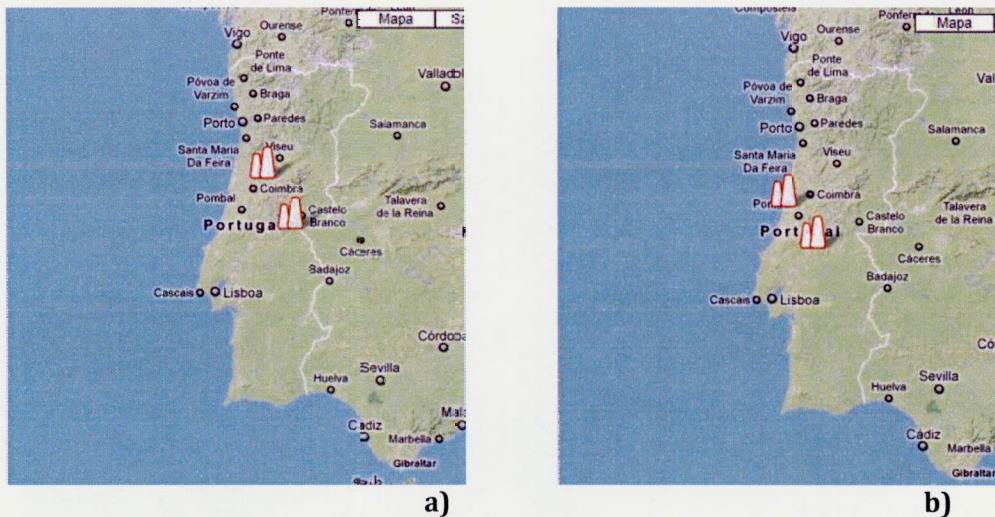 Ourense
Vigo
Mapa
Ponte
de Lima
Póvoa de
Varzim
Braga
Porto
Paredes
Salamanca
Santa Maria
Da Feira
Viseu
Coimbra
Pombal
Talavera
de la Reina
Portuga
Castelo
Branco
Cáceres
Badajoz
Cascais
Lisboa
Sevilla
Huelva
Marbella
Gibraltar
a)
Ourense
Vigo
Mapa
Ponte
de Lima
Póvoa de
Varzim
Braga
Porto
Paredes
Salamanca
Santa Maria
Da Feira
Viseu
Coimbra
Talavera
de la Reina
Castelo
Branco
Cáceres
Badajoz
Cascais
Lisboa
Sevilla
Huelva
Cádiz
Marbella
Gibraltar
b)